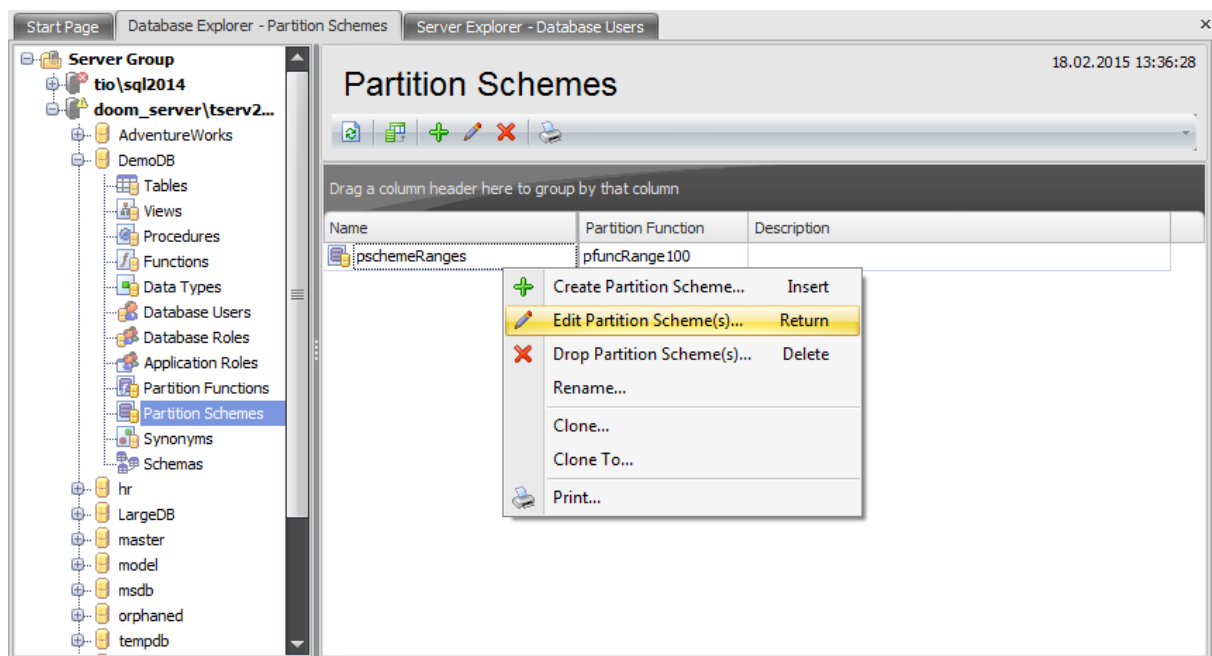 Start Page Database Explorer - Partition Schemes Server Explorer - Database Users
Server Group
tio\sql2014
doom_server\tserv2...
AdventureWorks
DemoDB
Tables
Views
Procedures
Functions
Data Types
Database Users
Database Roles
Application Roles
Partition Functions
Partition Schemes
Synonyms
Schemas
hr
LargeDB
master
model
msdb
orphaned
tempdb
Partition Schemes
18.02.2015 13:36:28
Drag a column header here to group by that column
Name Partition Function Description
pschemeRanges pfuncRange100
Create Partition Scheme... Insert
Edit Partition Scheme(s)... Return
Drop Partition Scheme(s)... Delete
Rename...
Clone...
Clone To...
Print...